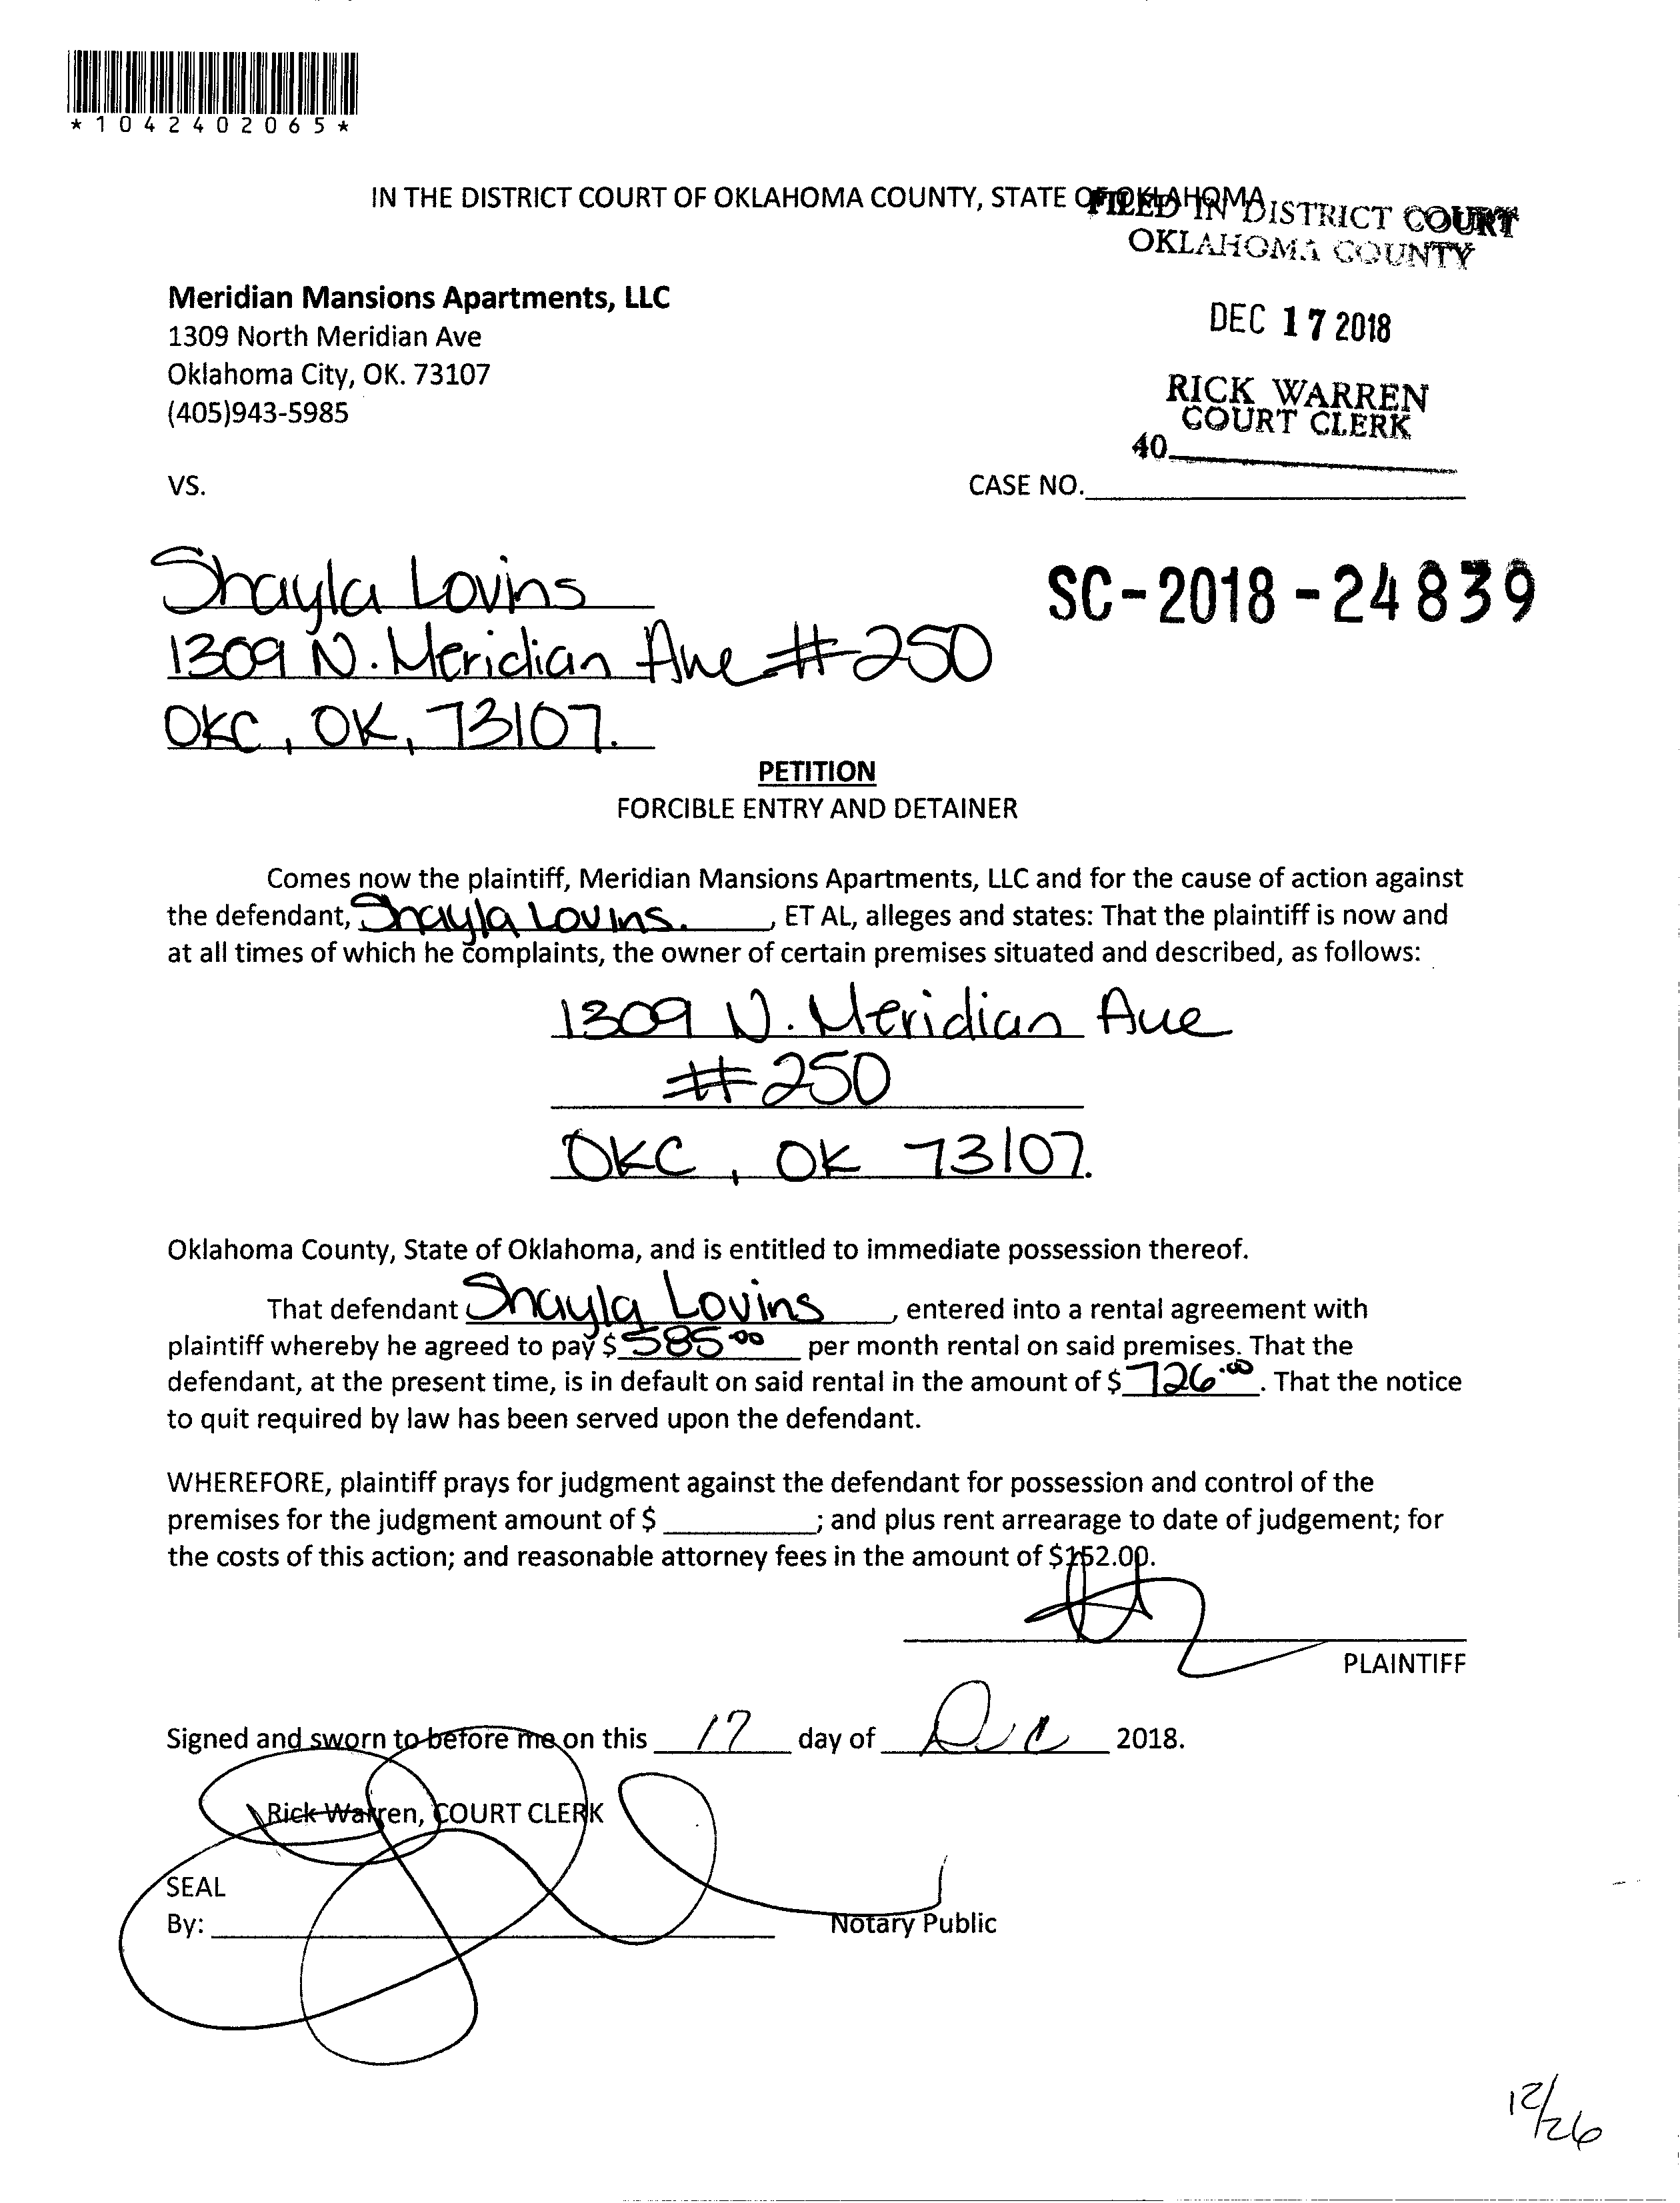 *1042402065*
IN THE DISTRICT COURT OF OKLAHOMA COUNTY, STATE OF OKLAHOMA
FILED IN DISTRICT COURT
OKLAHOMA COUNTY
Meridian Mansions Apartments, LLC
1309 North Meridian Ave
DEC 17 2018
Oklahoma City, OK. 73107
(405)943-5985
RICK WARREN
COURT CLERK
40
VS.
CASE NO.
Shayla Lovins
SC-2018-24839
1309 N. Meridian Ave #250
OKC, OK, 73107.
PETITION
FORCIBLE ENTRY AND DETAINER
Comes now the plaintiff, Meridian Mansions Apartments, LLC and for the cause of action against
the defendant, Shayla Lovins. , ET AL, alleges and states: That the plaintiff is now and
at all times of which he complaints, the owner of certain premises situated and described, as follows:
1309 N. Meridian Ave
#250
OKC, OK 73107.
Oklahoma County, State of Oklahoma, and is entitled to immediate possession thereof.
That defendant Shayla Lovins , entered into a rental agreement with
plaintiff whereby he agreed to pay $ 585.00 per month rental on said premises. That the
defendant, at the present time, is in default on said rental in the amount of $ 726.00 . That the notice
to quit required by law has been served upon the defendant.
WHEREFORE, plaintiff prays for judgment against the defendant for possession and control of the
premises for the judgment amount of $ ; and plus rent arrearage to date of judgement; for
the costs of this action; and reasonable attorney fees in the amount of $152.00.
PLAINTIFF
Signed and sworn to before me on this 17 day of Dec 2018.
Rick Warren, COURT CLERK
SEAL
By: Notary Public
12/26